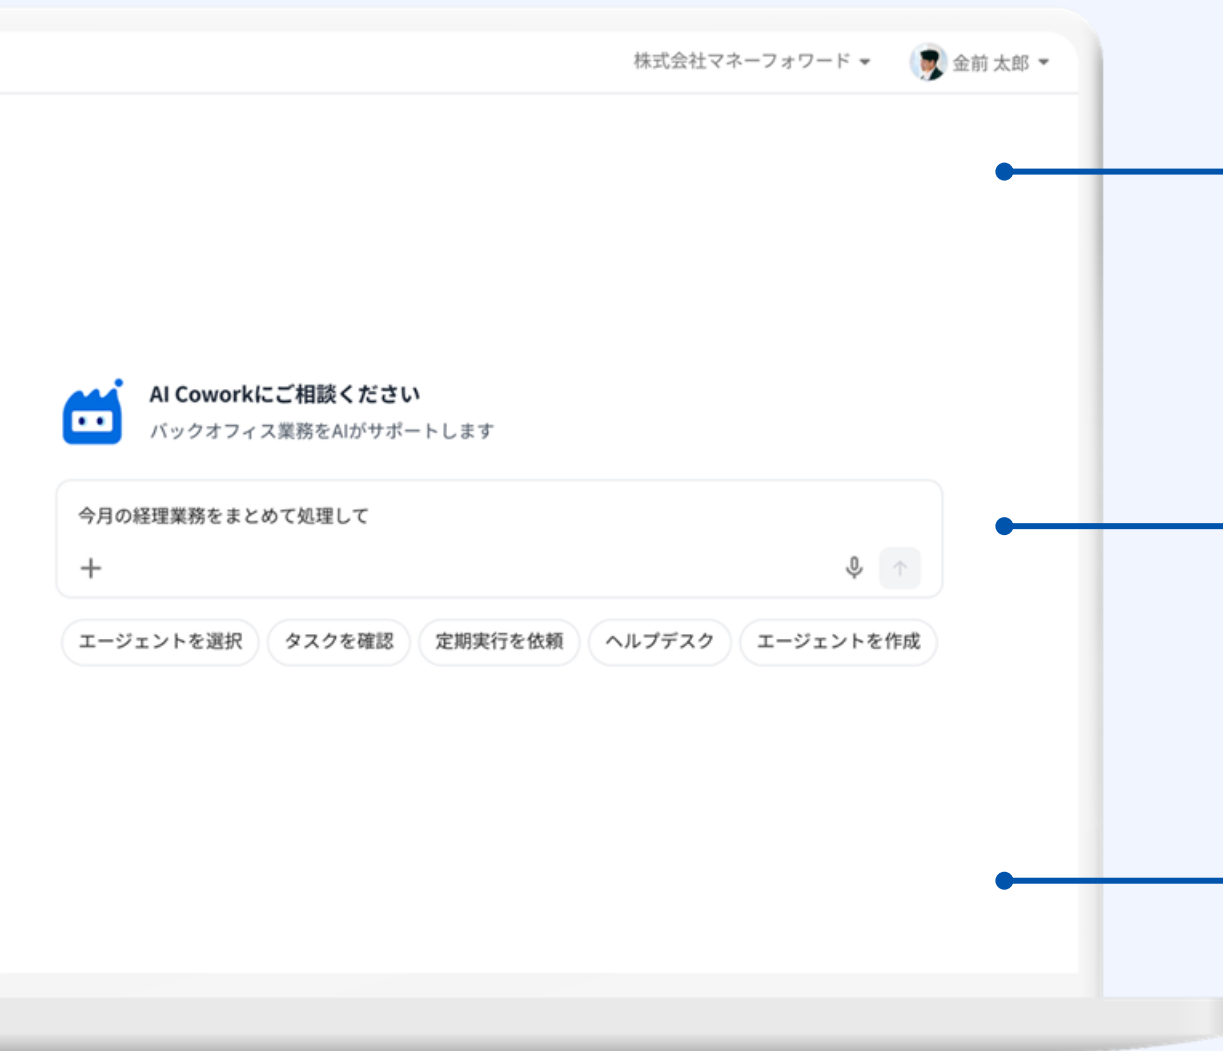 株式会社マネーフォワード
金前 太郎
AI Coworkにご相談ください
バックオフィス業務をAIがサポートします
今月の経理業務をまとめて処理して
エージェントを選択
タスクを確認
定期実行を依頼
ヘルプデスク
エージェントを作成